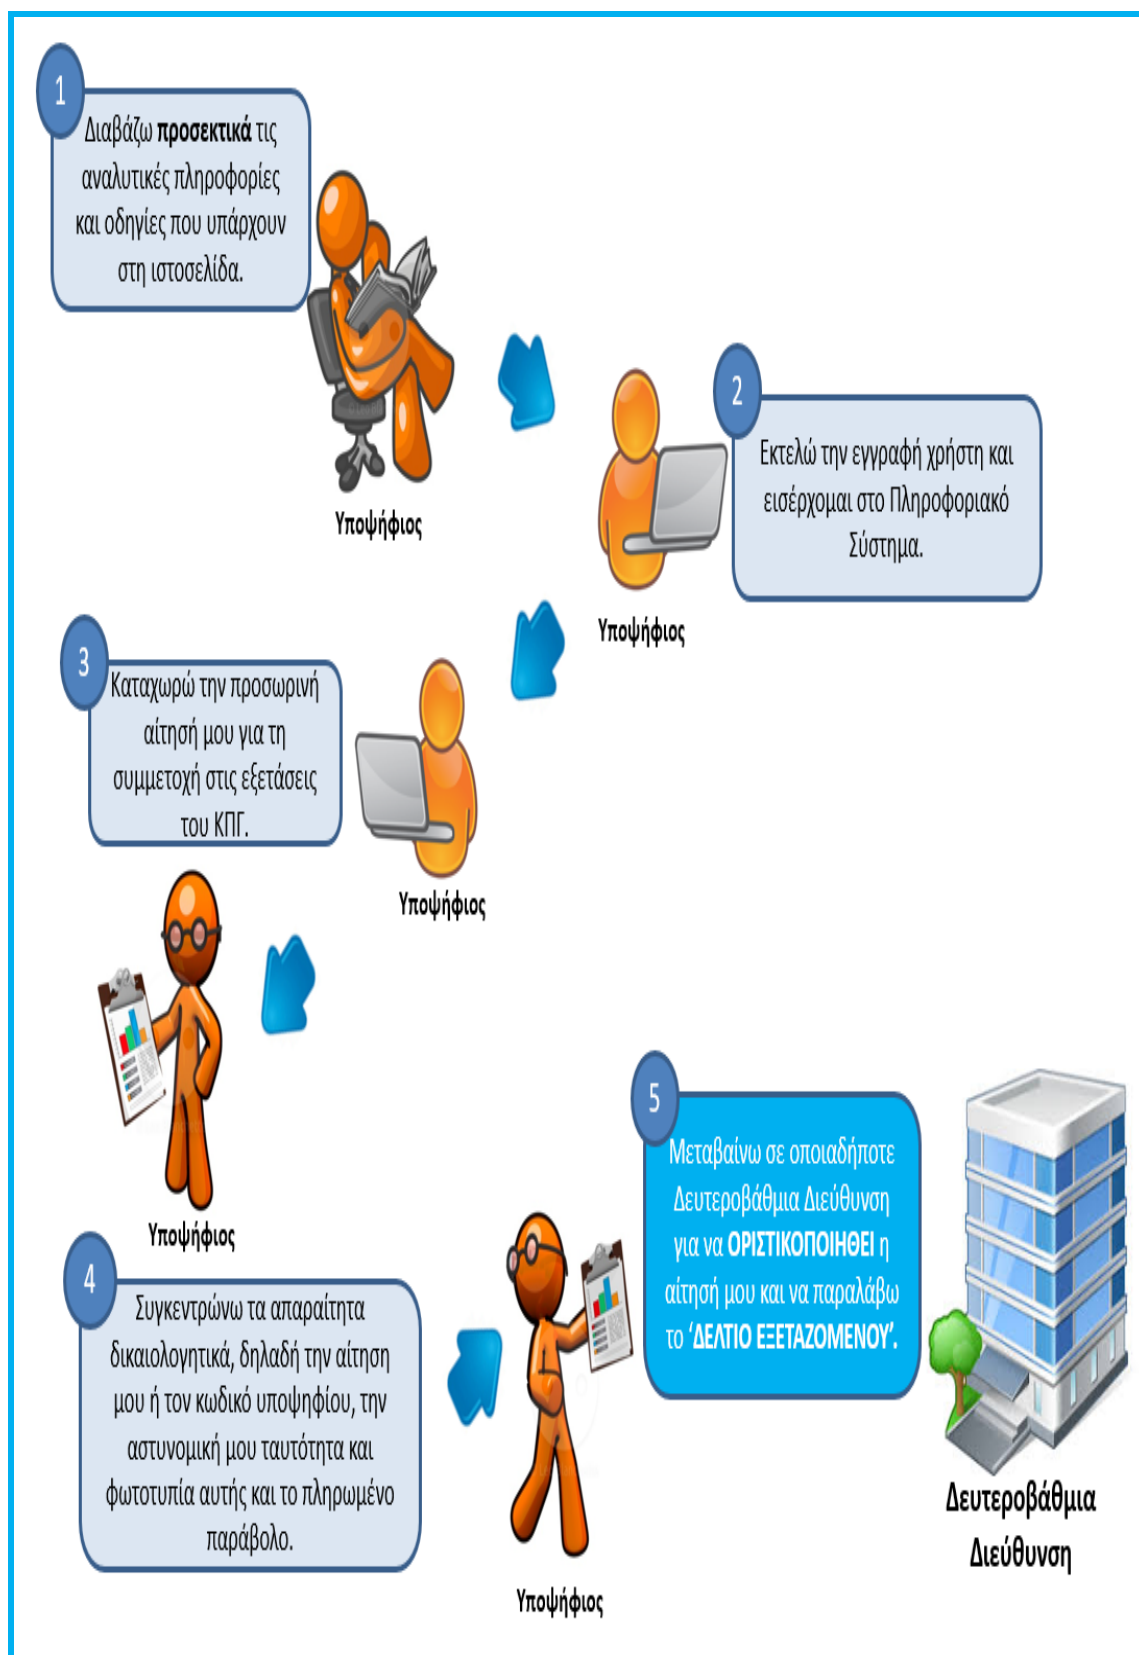 1
Διαβάζω προσεκτικά τις
αναλυτικές πληροφορίες
και οδηγίες που υπάρχουν
στη ιστοσελίδα.
Υποψήφιος
2
Εκτελώ την εγγραφή χρήστη και
εισέρχομαι στο Πληροφοριακό
Σύστημα.
Υποψήφιος
3
Καταχωρώ την προσωρινή
αίτησή μου για τη
συμμετοχή στις εξετάσεις
του ΚΠΓ.
Υποψήφιος
Υποψήφιος
4
Συγκεντρώνω τα απαραίτητα
δικαιολογητικά, δηλαδή την αίτηση
μου ή τον κωδικό υποψηφίου, την
αστυνομική μου ταυτότητα και
φωτοτυπία αυτής και το πληρωμένο
παράβολο.
Υποψήφιος
5
Μεταβαίνω σε οποιαδήποτε
Δευτεροβάθμια Διεύθυνση
για να ΟΡΙΣΤΙΚΟΠΟΙΗΘΕΙ η
αίτησή μου και να παραλάβω
το ‘ΔΕΛΤΙΟ ΕΞΕΤΑΖΟΜΕΝΟΥ’.
Δευτεροβάθμια
Διεύθυνση